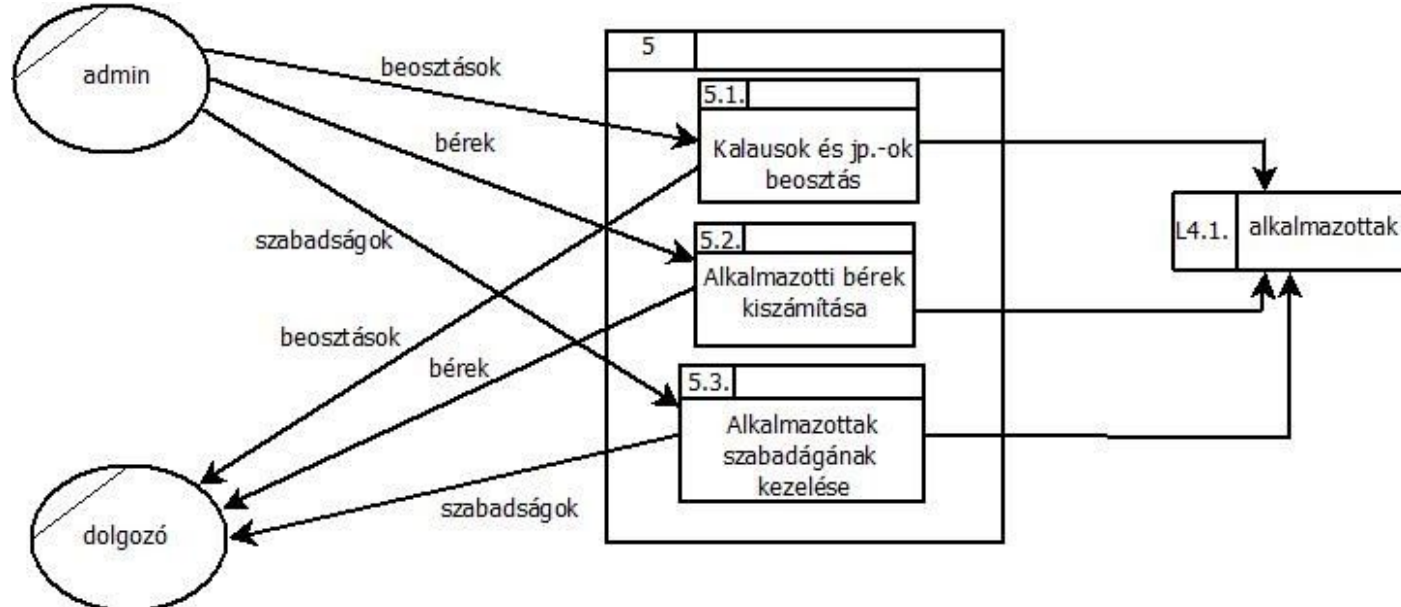 admin
beosztások
bérek
szabadságok
beosztások
bérek
szabadságok
dolgozó
5
5.1.
Kalausok és jp.-ok
beosztás
5.2.
Alkalmazotti bérek
kiszámítása
5.3.
Alkalmazottak
szabadágának
kezelése
L4.1.
alkalmazottak